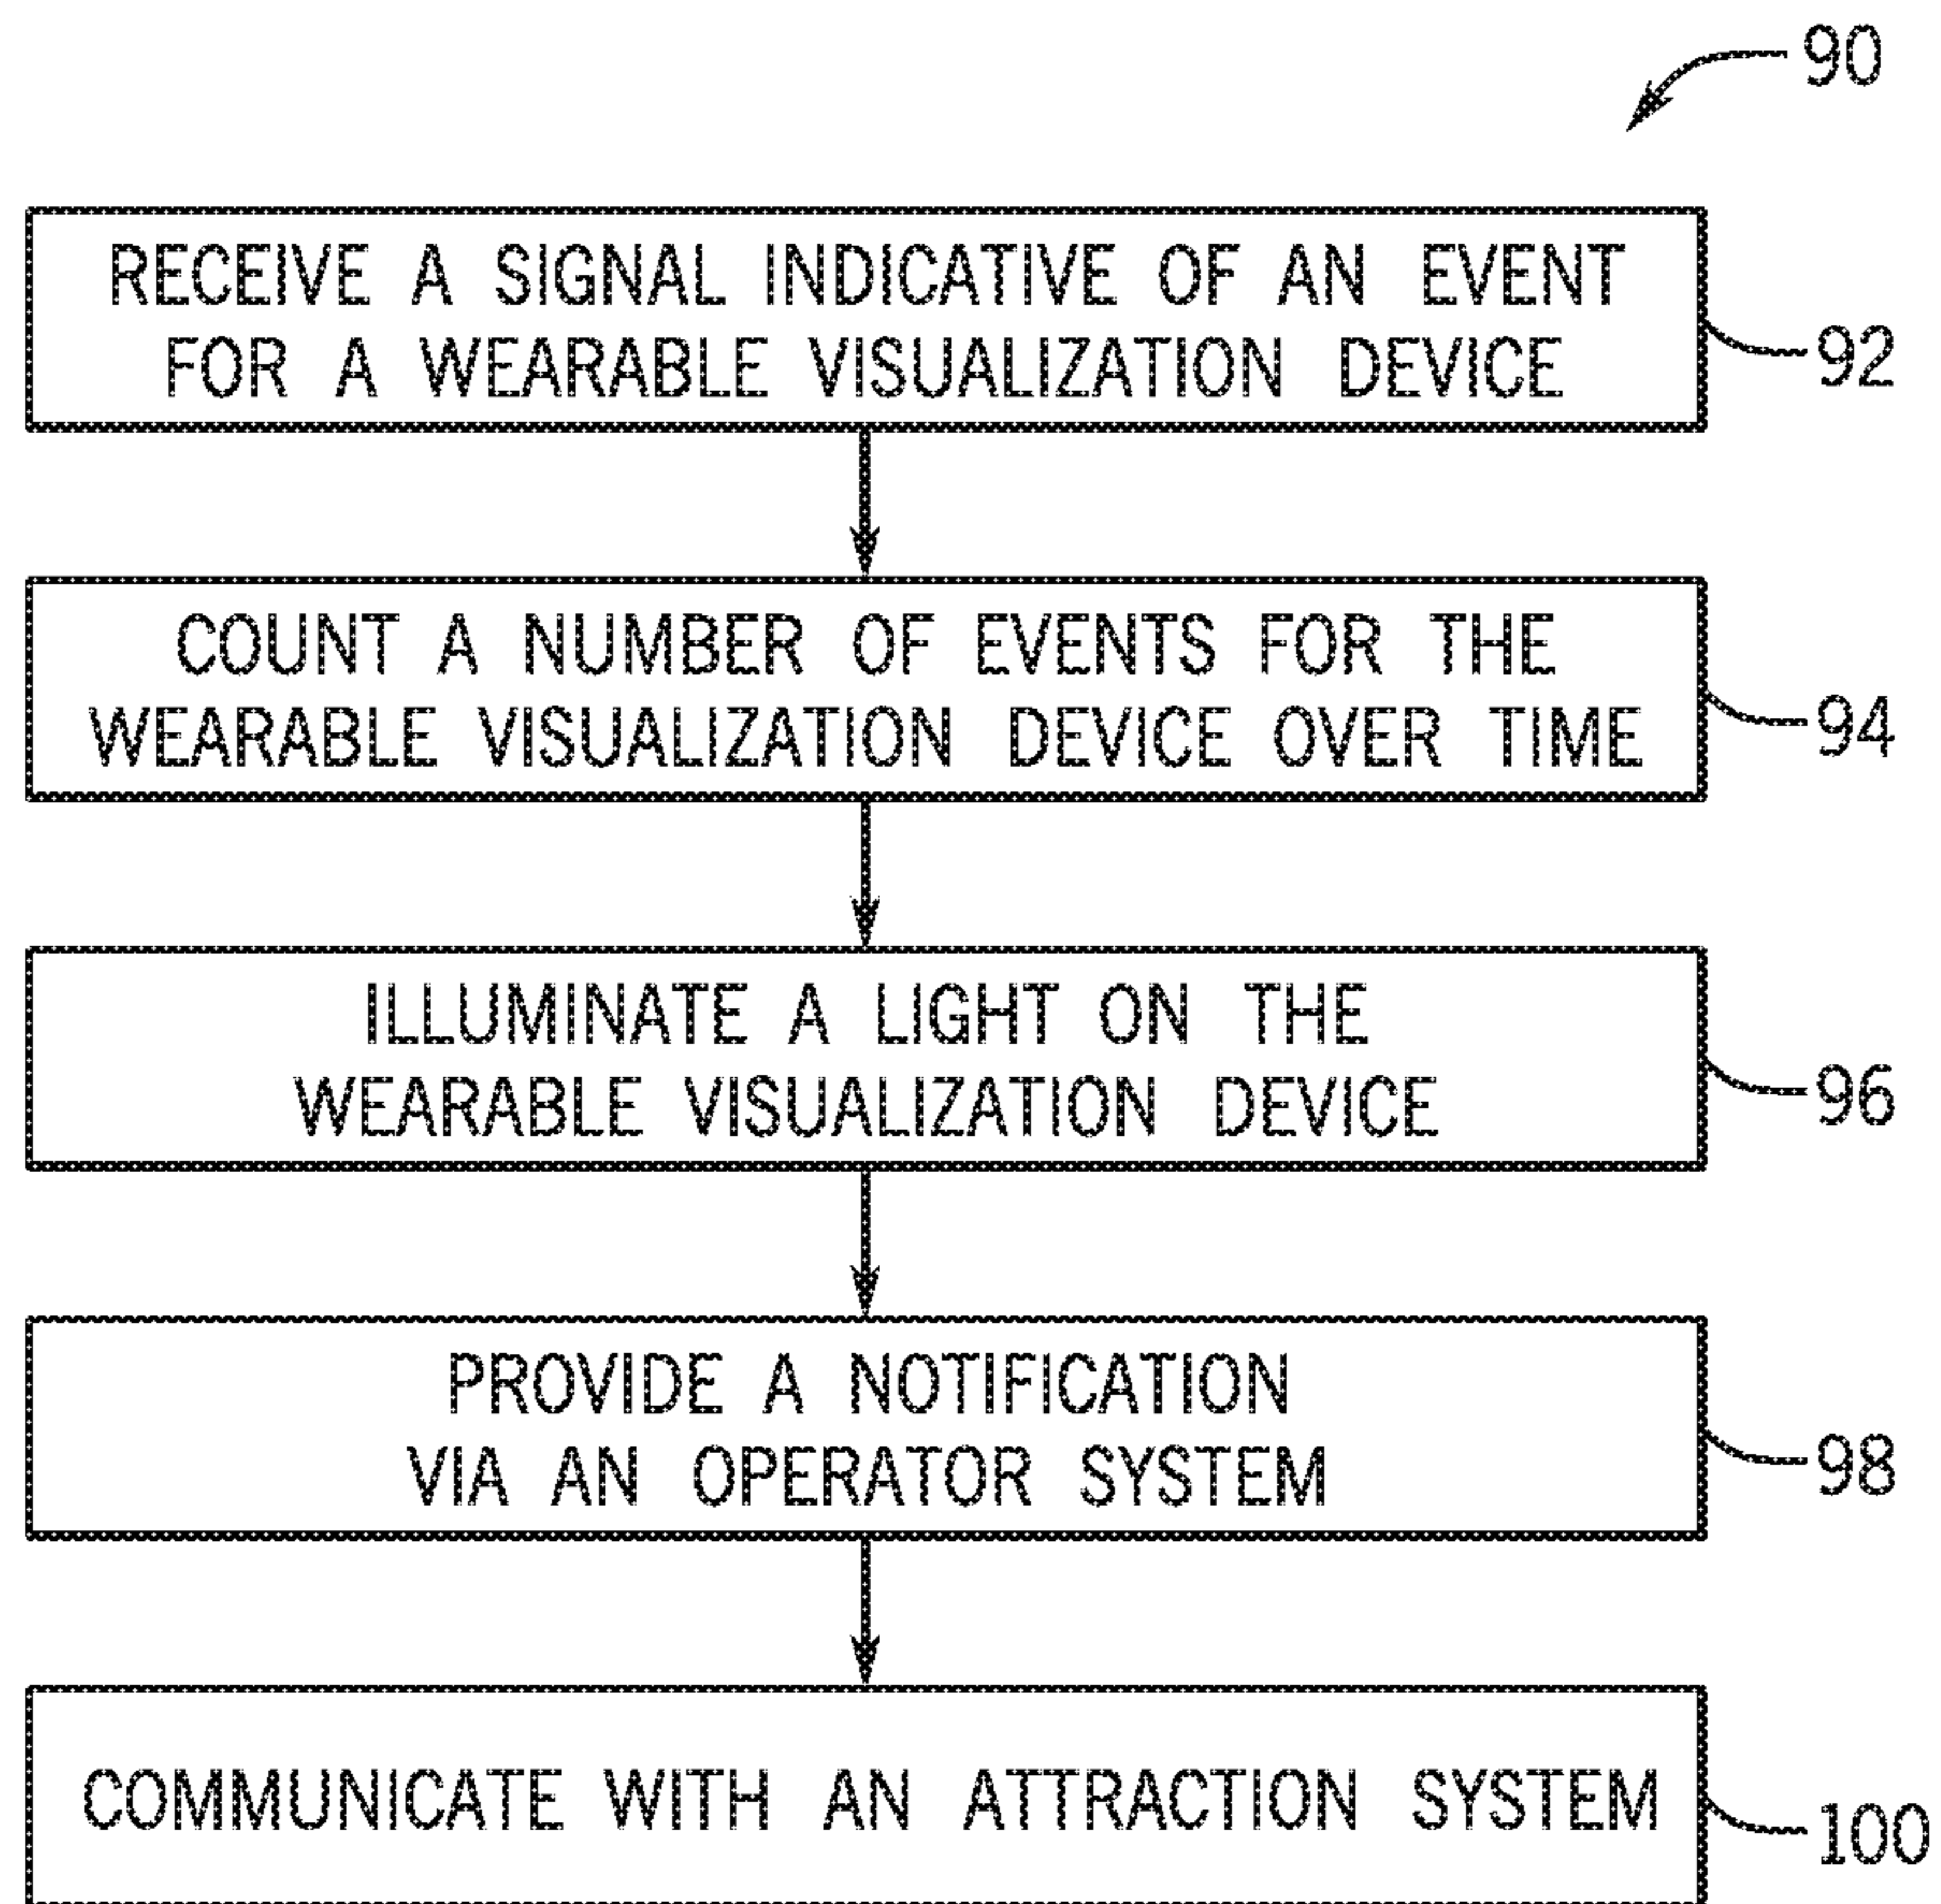 90
RECEIVE A SIGNAL INDICATIVE OF AN EVENT
FOR A WEARABLE VISUALIZATION DEVICE
92
COUNT A NUMBER OF EVENTS FOR THE
WEARABLE VISUALIZATION DEVICE OVER TIME
94
ILLUMINATE A LIGHT ON THE
WEARABLE VISUALIZATION DEVICE
96
PROVIDE A NOTIFICATION
VIA AN OPERATOR SYSTEM
98
COMMUNICATE WITH AN ATTRACTION SYSTEM
100